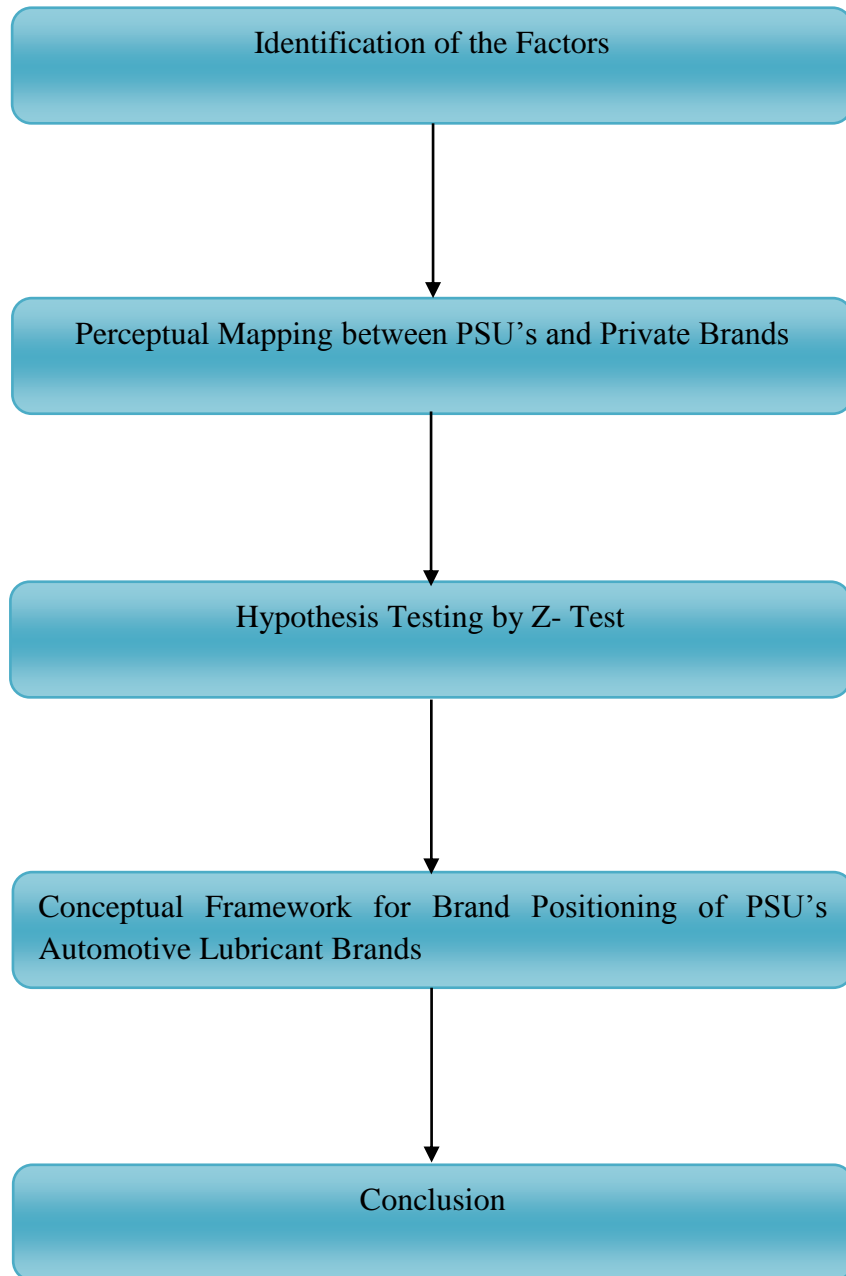 Identification of the Factors
Perceptual Mapping between PSU’s and Private Brands
Hypothesis Testing by Z- Test
Conceptual Framework for Brand Positioning of PSU’s
Automotive Lubricant Brands
Conclusion